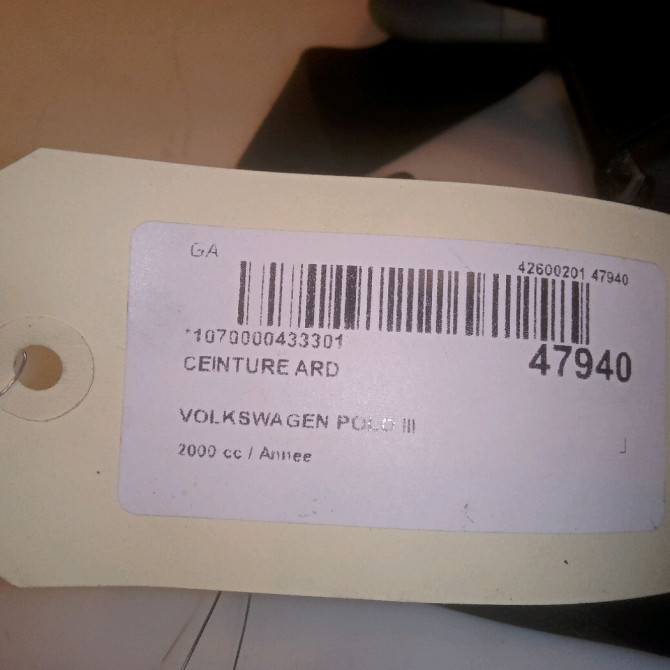 GA
42600201 47940
*1070000433301
47940
CEINTURE ARD
VOLKSWAGEN POLO III
2000 cc / Annee